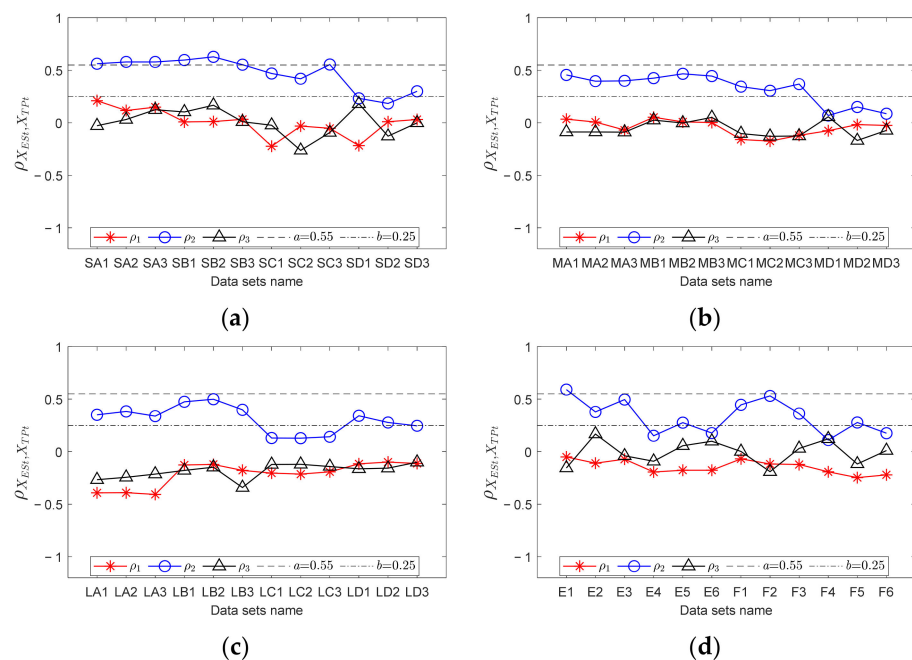 1
0.5
0
− 0.5
− 1
ρX_ESt,x_TPt
ρ1 ρ2 ρ3 a=0.55 b=0.25
SA1 SA2 SA3 SB1 SB2 SB3 SC1 SC2 SC3 SD1 SD2 SD3
Data sets name
(a)
1
0.5
0
− 0.5
− 1
ρX_ESt,x_TPt
ρ1 ρ2 ρ3 a=0.55 b=0.25
MA1 MA2 MA3 MB1 MB2 MB3 MC1 MC2 MC3 MD1 MD2 MD3
Data sets name
(b)
1
0.5
0
− 0.5
− 1
ρX_ESt,x_TPt
ρ1 ρ2 ρ3 a=0.55 b=0.25
LA1 LA2 LA3 LB1 LB2 LB3 LC1 LC2 LC3 LD1 LD2 LD3
Data sets name
(c)
1
0.5
0
− 0.5
− 1
ρX_ESt,x_TPt
ρ1 ρ2 ρ3 a=0.55 b=0.25
E1 E2 E3 E4 E5 E6 F1 F2 F3 F4 F5 F6
Data sets name
(d)